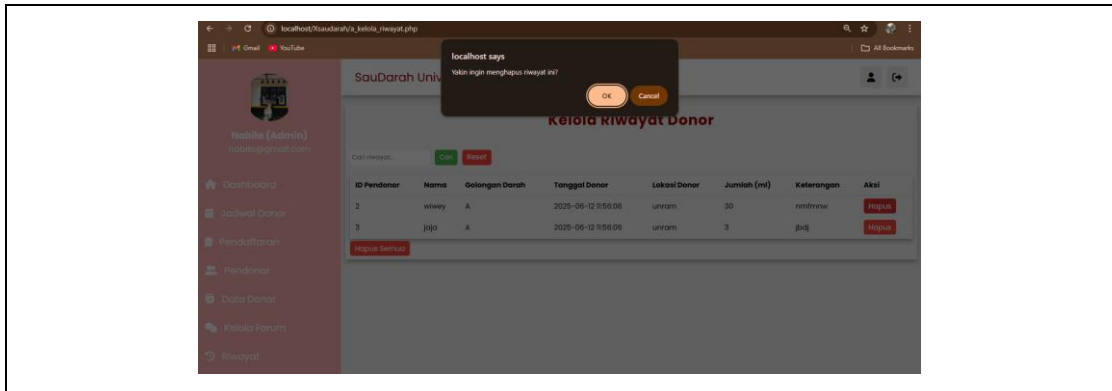 localhost/Xsaudarah/a_kelola_riwayat.php
Gmail YouTube All Bookmarks
localhost says
Yakin ingin menghapus riwayat ini?
OK Cancel
SauDarah Univ
Kelola Riwayat Donor
Nabila (Admin)
nabila@gmail.com
Cari riwayat... Cari Reset
Dashboard
Jadwal Donor
Pendaftaran
Pendonor
Data Donor
Kelola Forum
Riwayat
ID Pendonor Nama Golongan Darah Tanggal Donor Lokasi Donor Jumlah (ml) Keterangan Aksi
2 wiwey A 2025-06-12 11:56:06 unram 30 nmfmnw Hapus
3 jaja A 2025-06-12 11:56:06 unram 3 jbdj Hapus
Hapus Semua